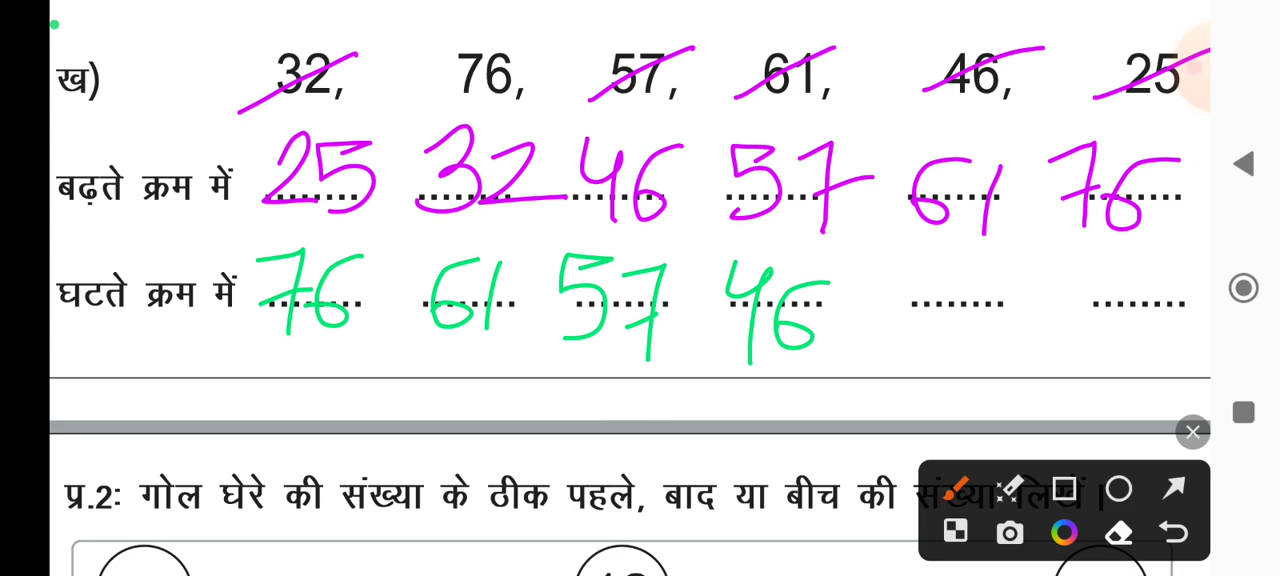 ख) 32, 76, 57, 61, 46, 25
बढ़ते क्रम में 25 32 46 57 61 76
घटते क्रम में 76 61 57 46 ........ ........
प्र.2: गोल घेरे की संख्या के ठीक पहले, बाद या बीच की संख्या लिखें।